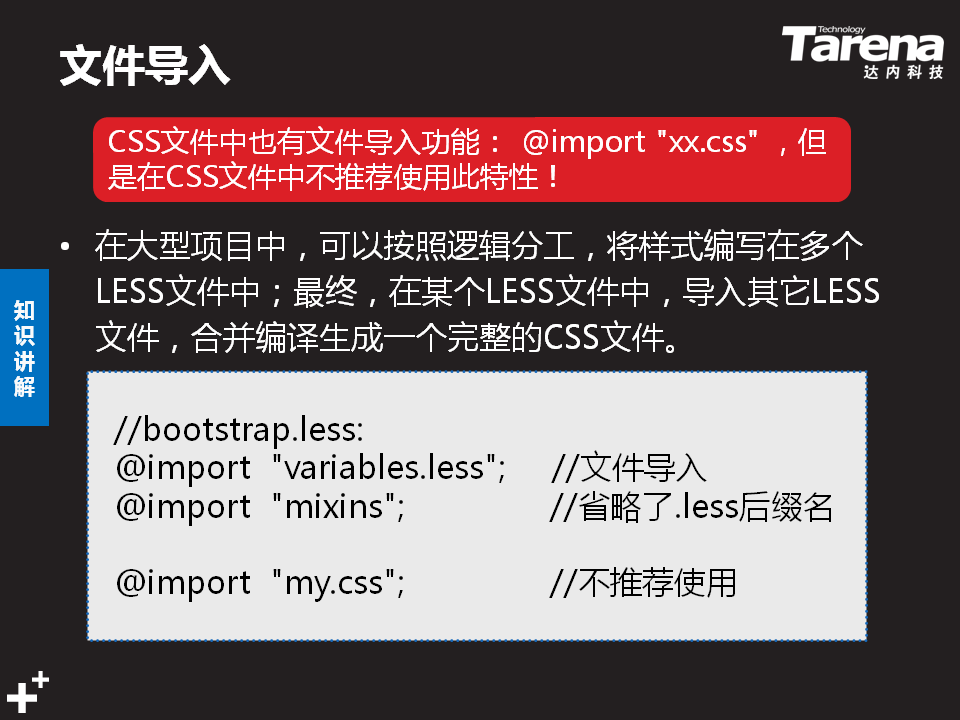 文件导入
Technology
Tarena
达内科技
CSS文件中也有文件导入功能： @import "xx.css" ，但
是在CSS文件中不推荐使用此特性！
• 在大型项目中，可以按照逻辑分工，将样式编写在多个
LESS文件中；最终，在某个LESS文件中，导入其它LESS
文件，合并编译生成一个完整的CSS文件。
知识讲解
//bootstrap.less:
@import "variables.less"; //文件导入
@import "mixins"; //省略了.less后缀名
@import "my.css"; //不推荐使用